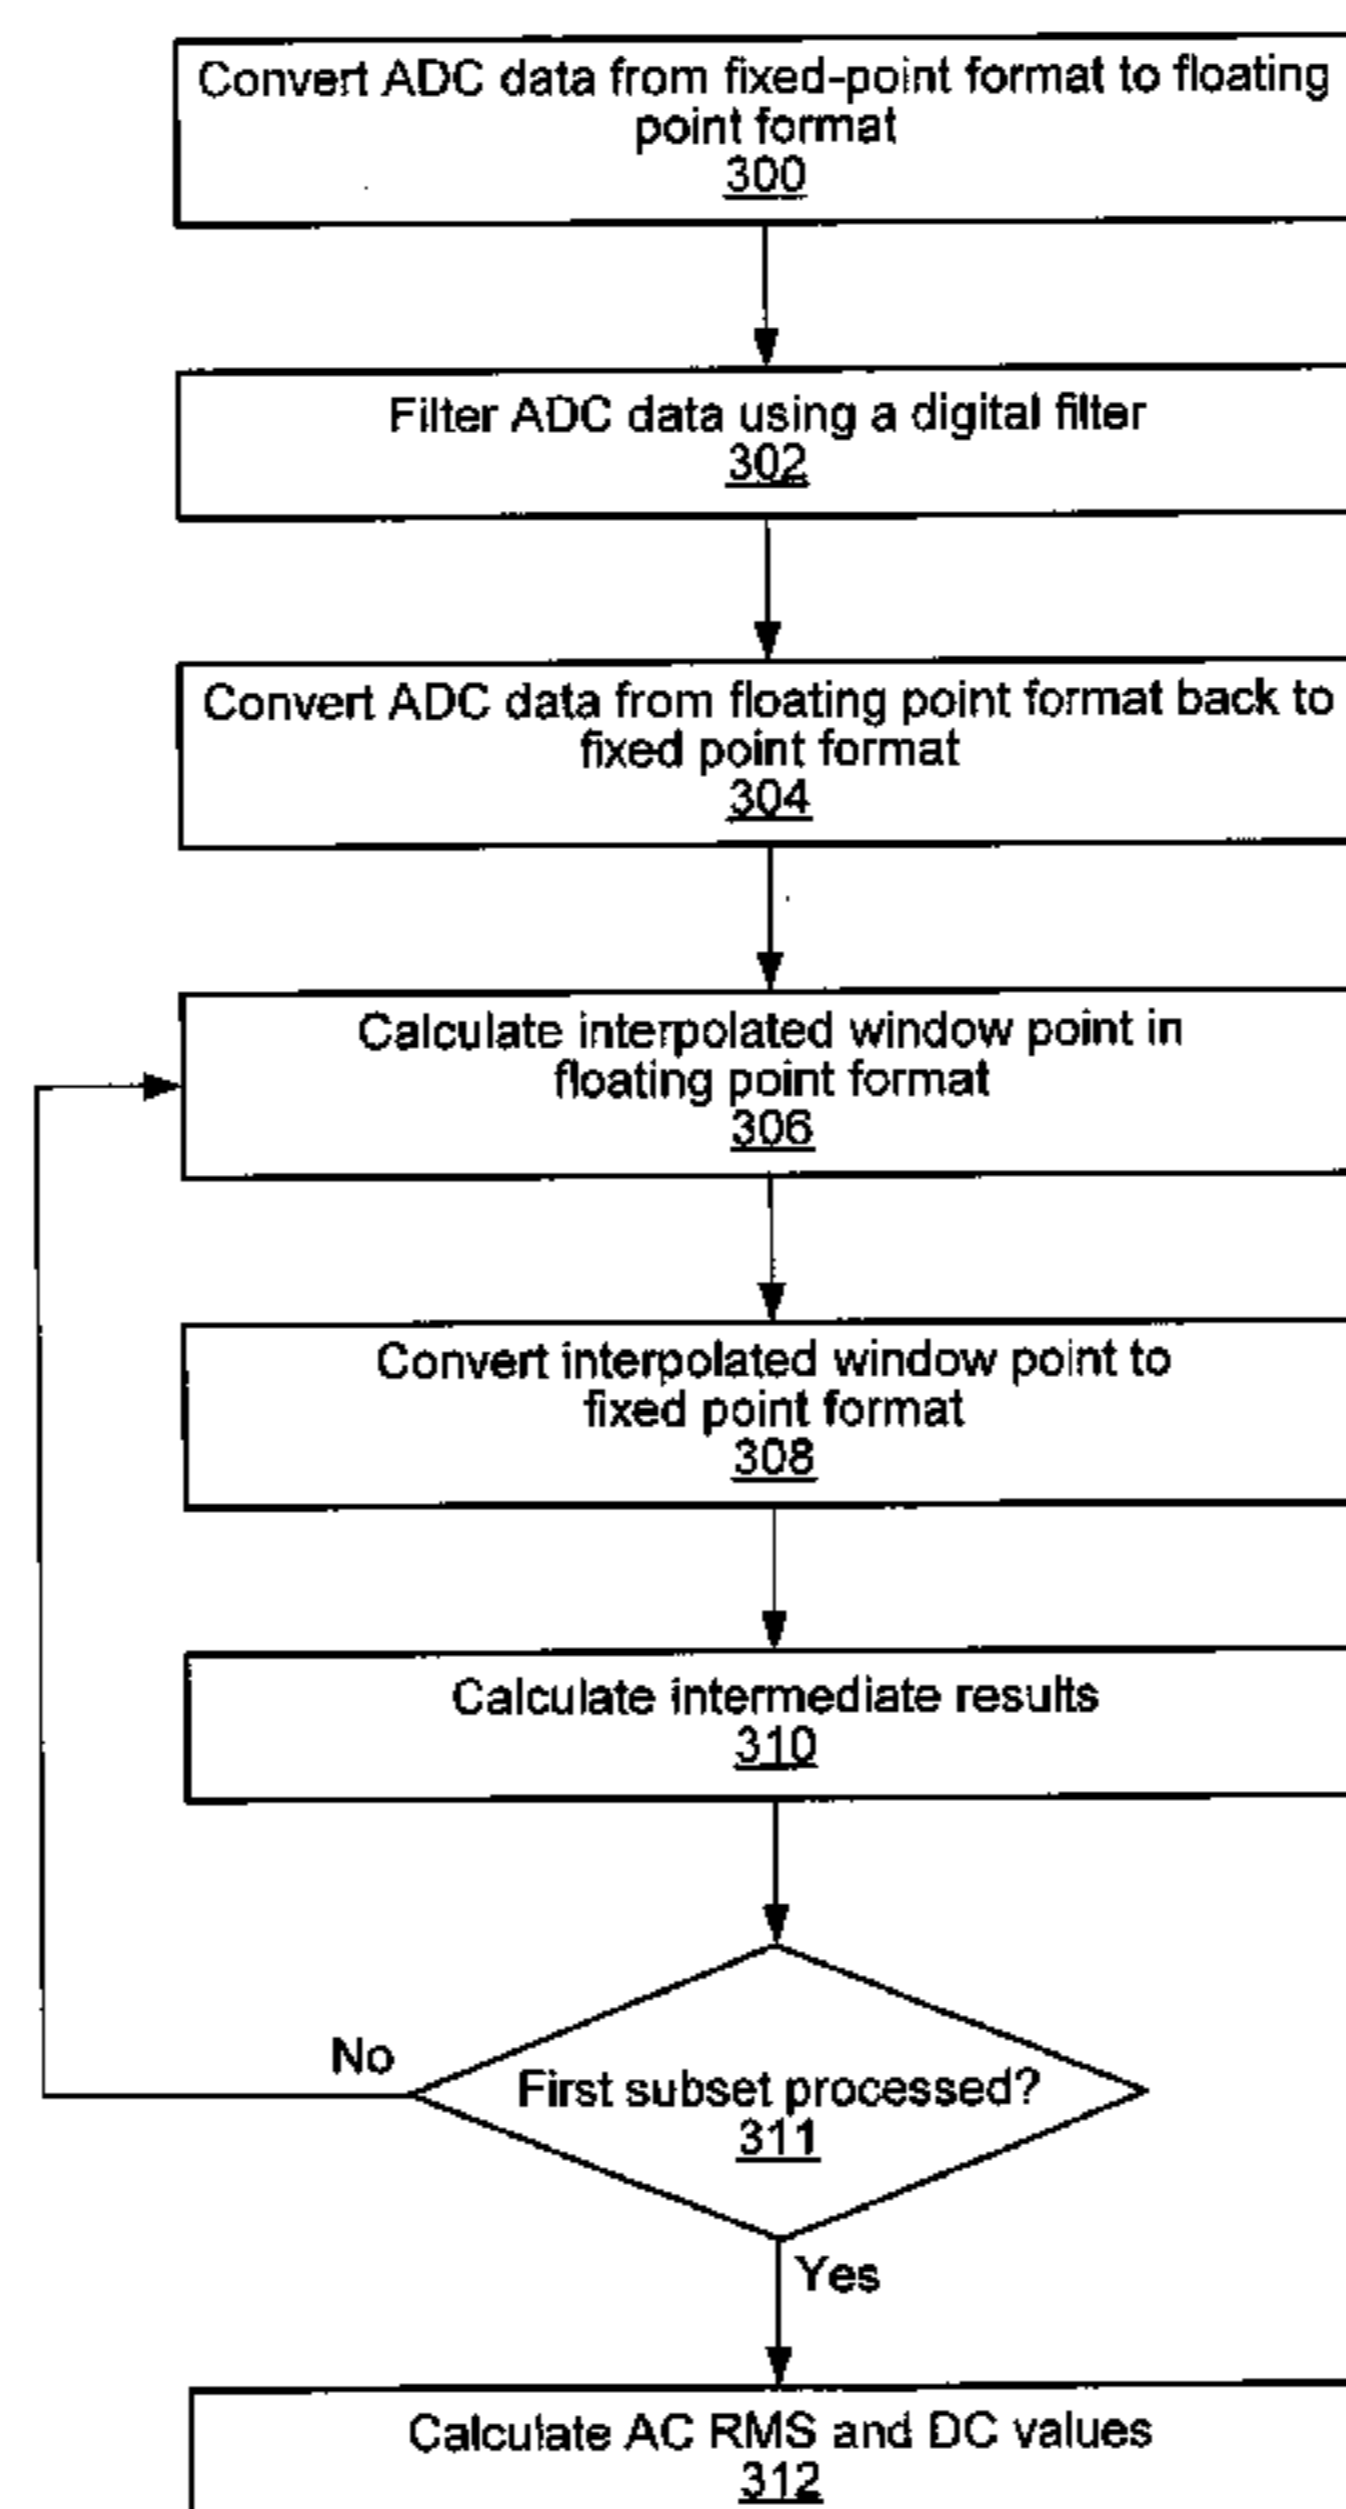 Convert ADC data from fixed-point format to floating
point format
300
Filter ADC data using a digital filter
302
Convert ADC data from floating point format back to
fixed point format
304
Calculate interpolated window point in
floating point format
306
Convert interpolated window point to
fixed point format
308
Calculate intermediate results
310
No
First subset processed?
311
Yes
Calculate AC RMS and DC values
312